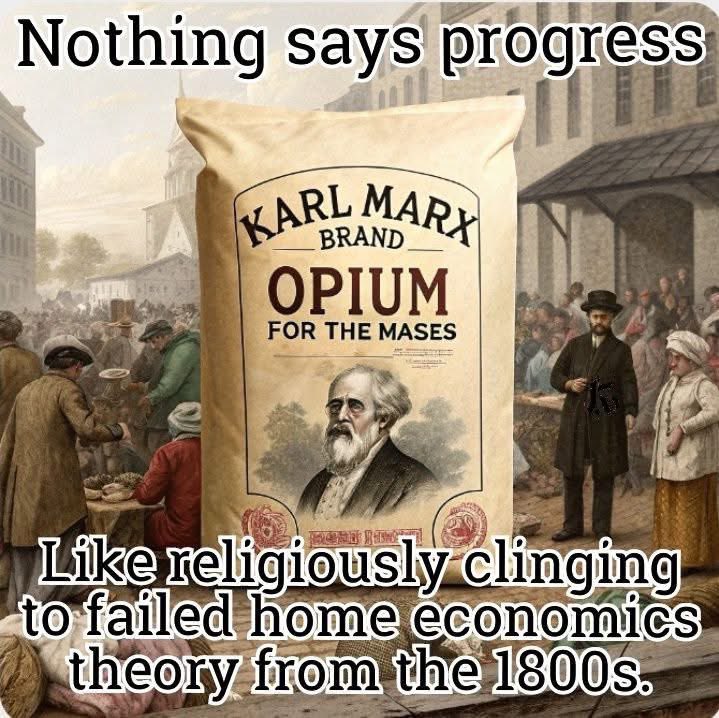 Nothing says progress
KARL MARX
BRAND
OPIUM
FOR THE MASES
Like religiously clinging
to failed home economics
theory from the 1800s.